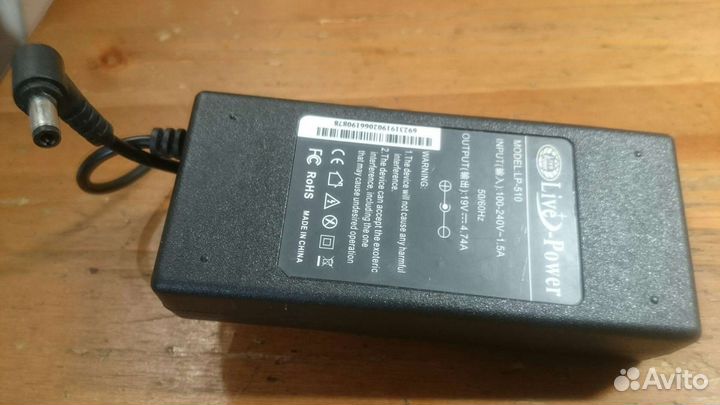 Live-Power
MODEL:LP-510
INPUT(输入):100-240V~1.5A
50/60Hz
OUTPUT(输出):19V⎓4.74A
WARNING:
1.The device will not cause any harmful
interference.
2.The device can accept the exoteric
interference, including the one
that may cause undesired operation
FC CE
RoHS MADE IN CHINA
6923191902066190878
Avito